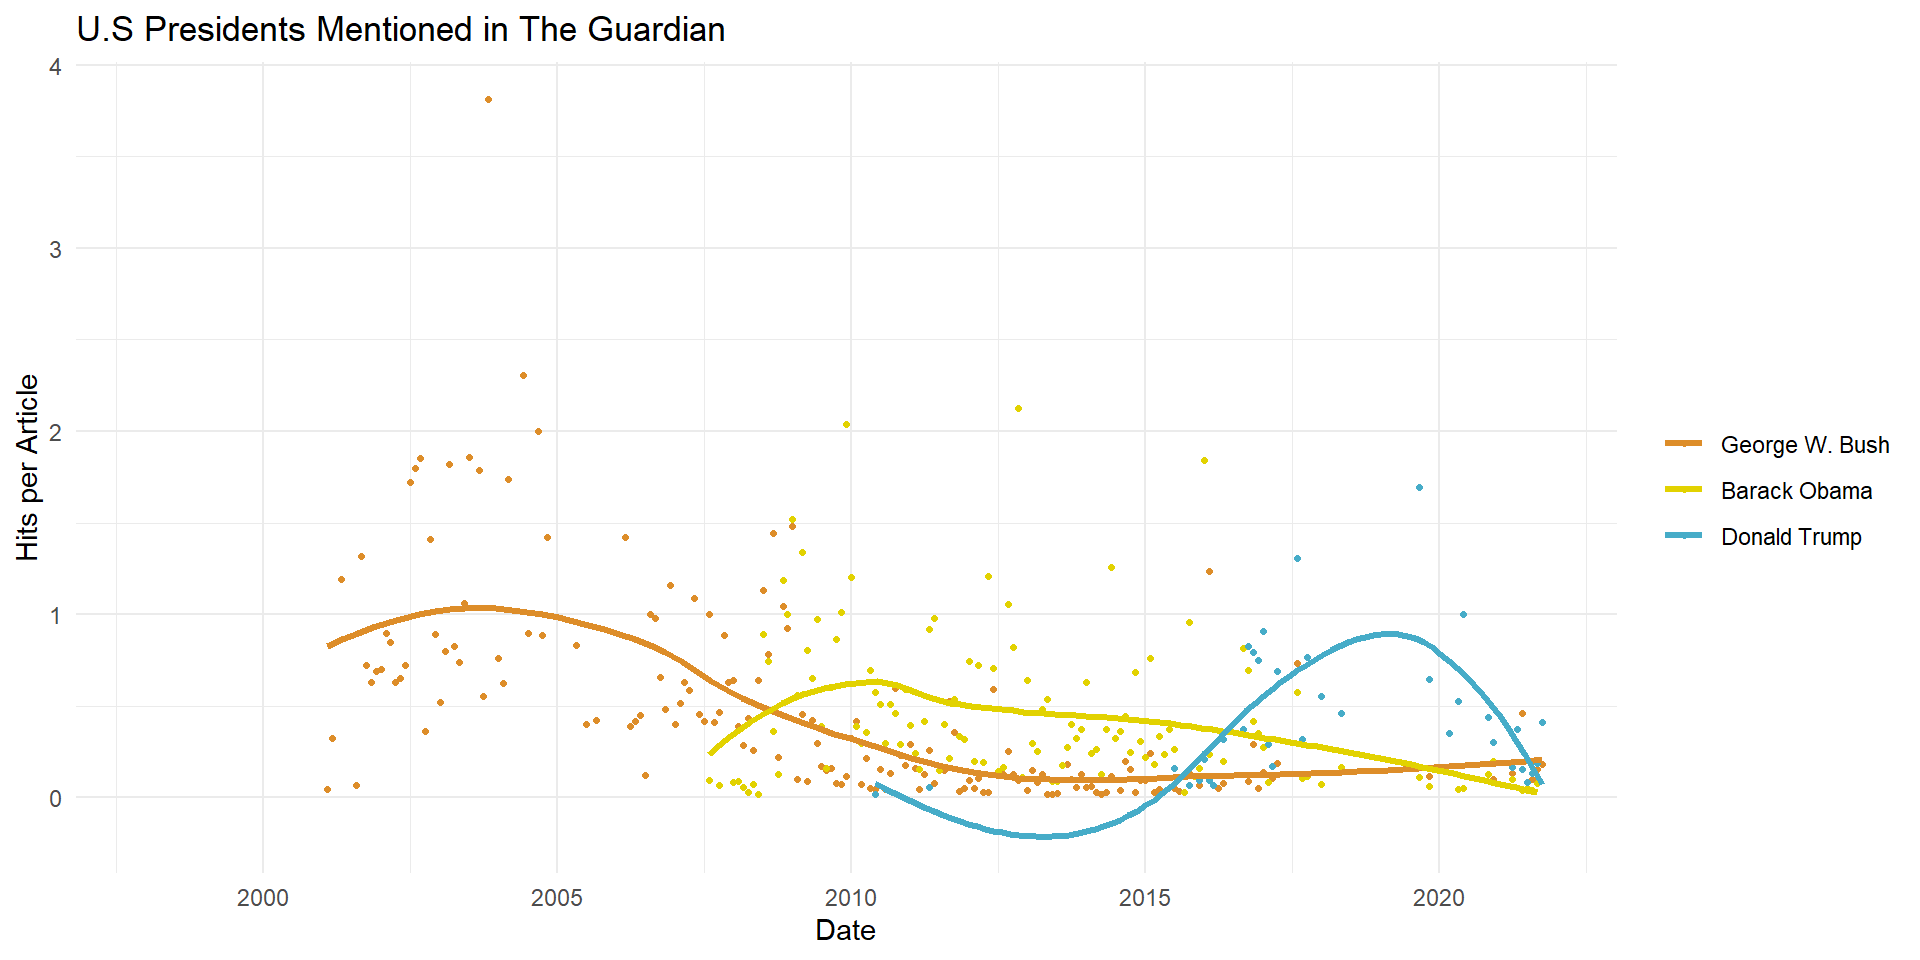 U.S Presidents Mentioned in The Guardian
4
3
2
1
0
Hits per Article
2000
2005
2010
2015
2020
Date
George W. Bush
Barack Obama
Donald Trump